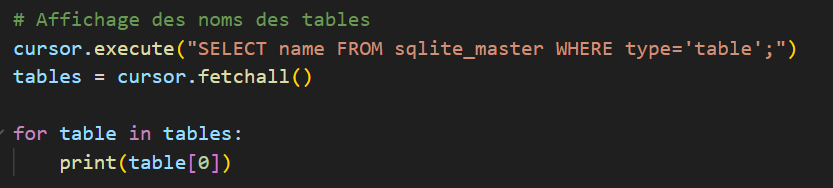 # Affichage des noms des tables
cursor.execute("SELECT name FROM sqlite_master WHERE type='table';")
tables = cursor.fetchall()
for table in tables:
    print(table[0])